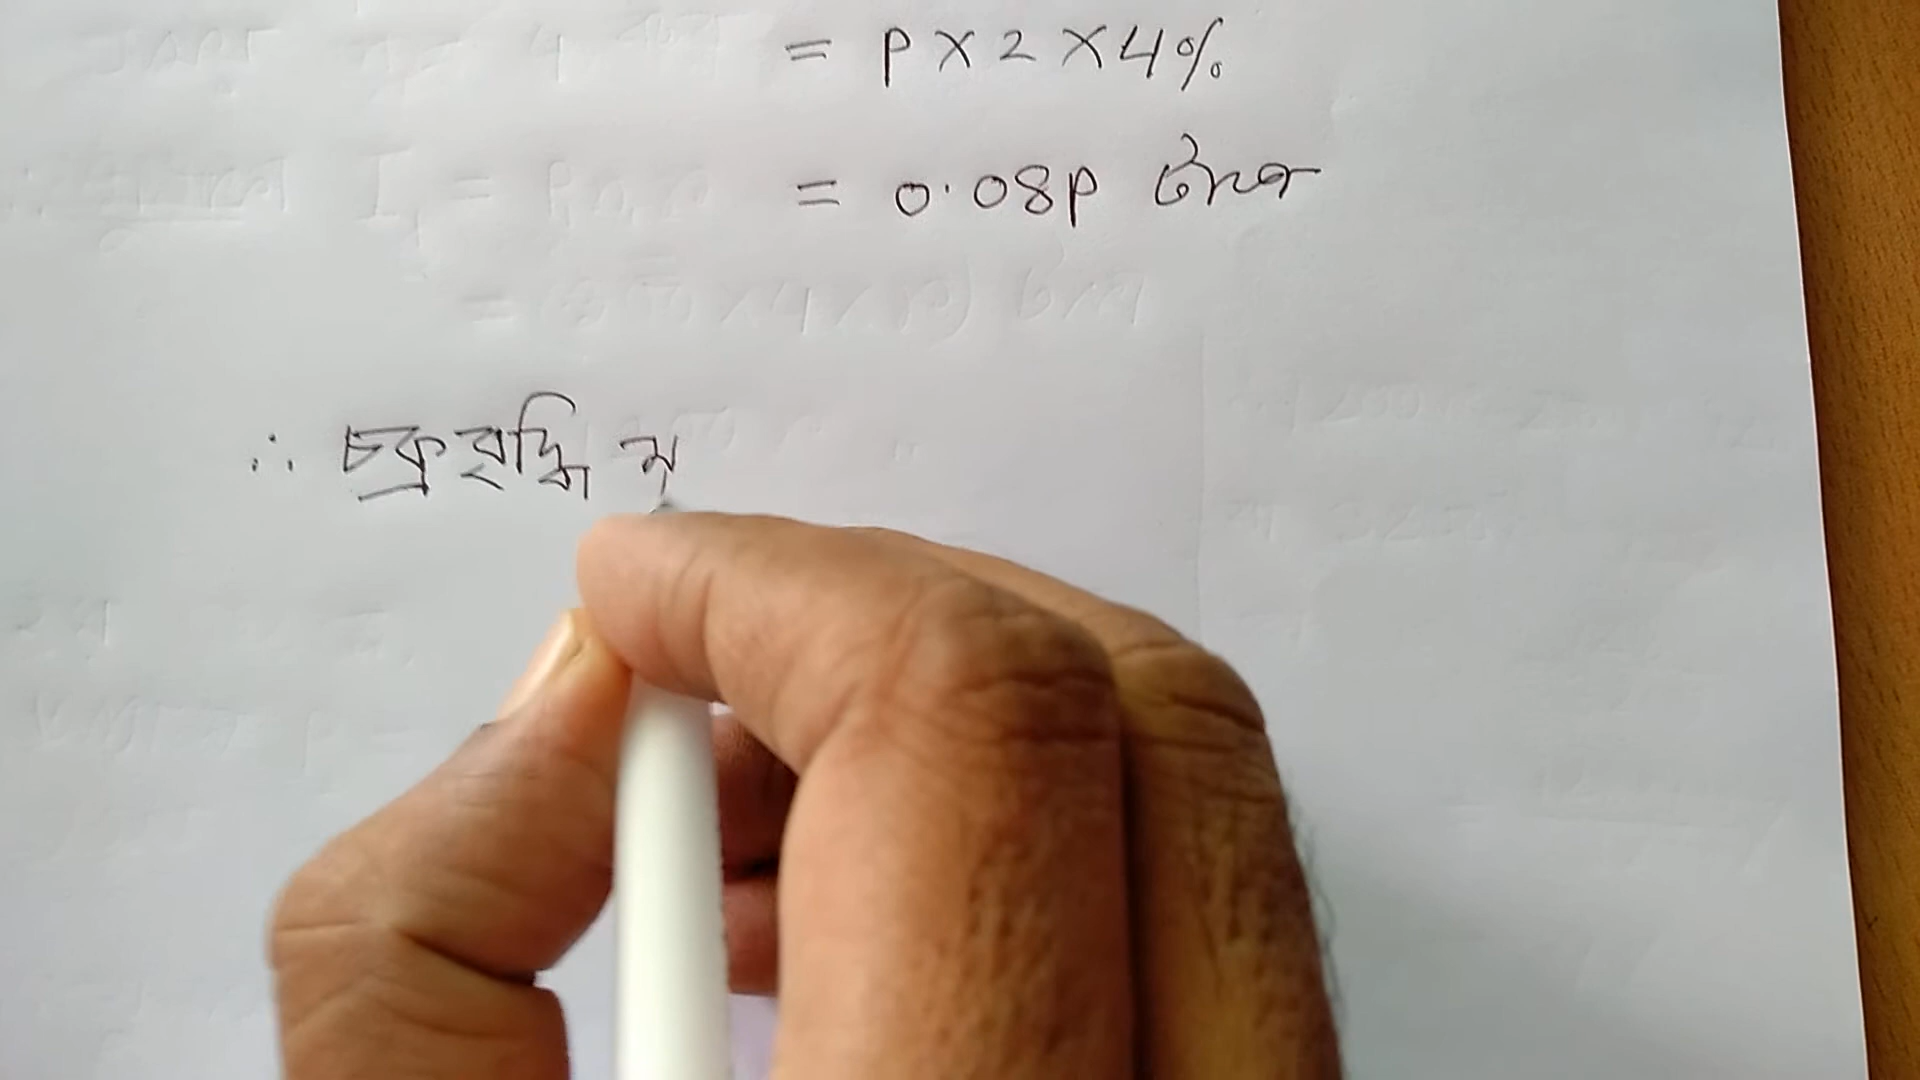 = P X 2 X 4%
= 0.08P টাকা
∴ চক্রবৃদ্ধি মূ